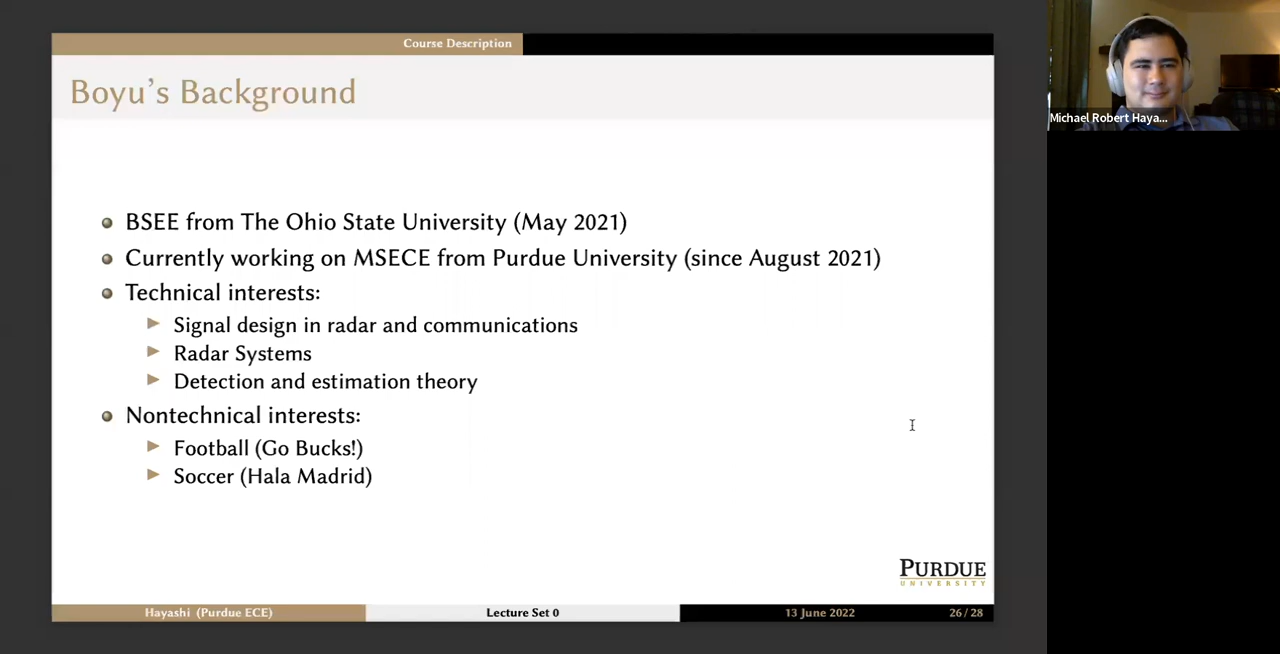 Course Description
Boyu's Background
BSEE from The Ohio State University (May 2021)
Currently working on MSECE from Purdue University (since August 2021)
Technical interests:
Signal design in radar and communications
Radar Systems
Detection and estimation theory
Nontechnical interests:
Football (Go Bucks!)
Soccer (Hala Madrid)
PURDUE
UNIVERSITY
Hayashi (Purdue ECE)
Lecture Set 0
13 June 2022
26/28
Michael Robert Haya...